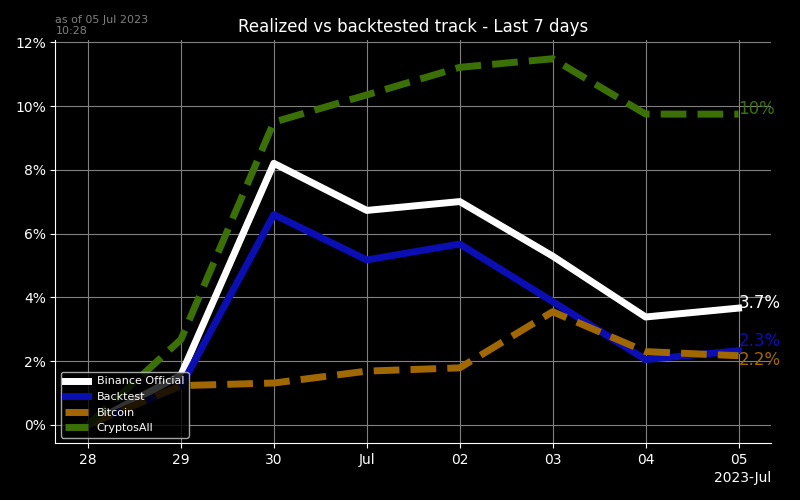 as of 05 Jul 2023
10:28
Realized vs backtested track - Last 7 days
12%
10%
8%
6%
4%
2%
0%
10%
3.7%
2.3%
2.2%
Binance Official
Backtest
Bitcoin
CryptosAll
28 29 30 Jul 02 03 04 05
2023-Jul